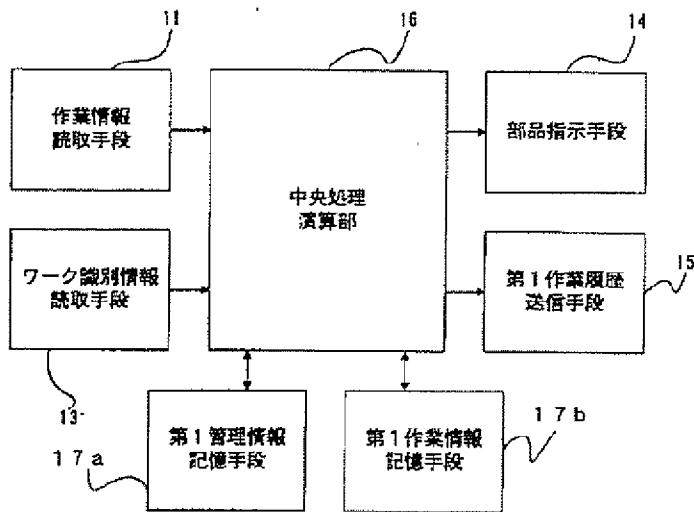 11
16
14
作業情報
読取手段
中央処理
演算部
部品指示手段
ワーク識別情報
読取手段
第1作業履歴
送信手段
15
13
第1管理情報
記憶手段
第1作業情報
記憶手段
17b
17a